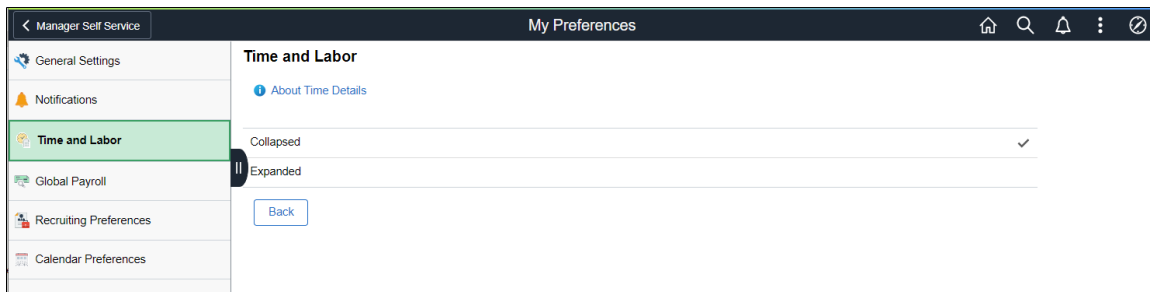 Manager Self Service
My Preferences
General Settings
Notifications
Time and Labor
Global Payroll
Recruiting Preferences
Calendar Preferences
Time and Labor
About Time Details
Collapsed
Expanded
Back